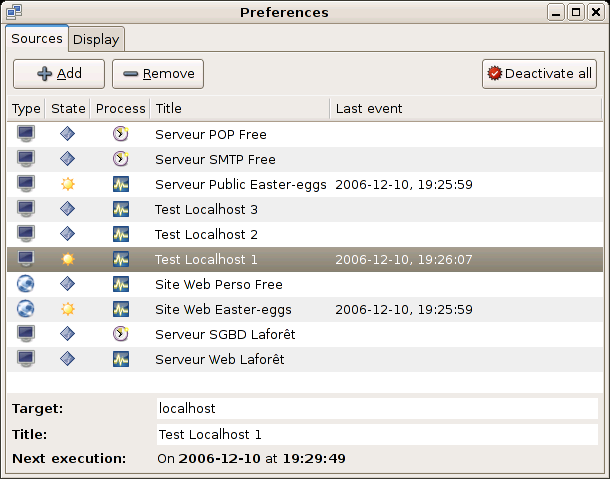 Preferences
Sources Display
Add Remove Deactivate all
Type State Process Title Last event
Serveur POP Free
Serveur SMTP Free
Serveur Public Easter-eggs 2006-12-10, 19:25:59
Test Localhost 3
Test Localhost 2
Test Localhost 1 2006-12-10, 19:26:07
Site Web Perso Free
Site Web Easter-eggs 2006-12-10, 19:25:59
Serveur SGBD Laforêt
Serveur Web Laforêt
Target: localhost
Title: Test Localhost 1
Next execution: On 2006-12-10 at 19:29:49